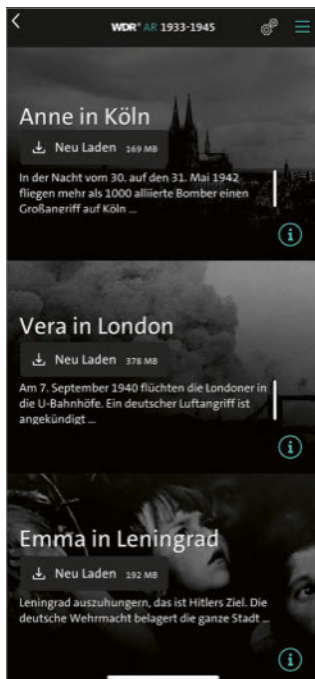 WDR® AR 1933-1945
Anne in Köln
Neu Laden 169 MB
In der Nacht vom 30. auf den 31. Mai 1942
fliegen mehr als 1000 alliierte Bomber einen
Großangriff auf Köln ...
Vera in London
Neu Laden 378 MB
Am 7. September 1940 flüchten die Londoner in
die U-Bahnhöfe. Ein deutscher Luftangriff ist
angekündigt ...
Emma in Leningrad
Neu Laden 192 MB
Leningrad auszuhungern, das ist Hitlers Ziel. Die
deutsche Wehrmacht belagert die ganze Stadt ...